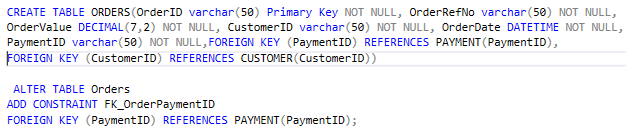 CREATE TABLE ORDERS(OrderID varchar(50) Primary Key NOT NULL, OrderRefNo varchar(50) NOT NULL,
OrderValue DECIMAL(7,2) NOT NULL, CustomerID varchar(50) NOT NULL, OrderDate DATETIME NOT NULL,
PaymentID varchar(50) NOT NULL,FOREIGN KEY (PaymentID) REFERENCES PAYMENT(PaymentID),
FOREIGN KEY (CustomerID) REFERENCES CUSTOMER(CustomerID))
ALTER TABLE Orders
ADD CONSTRAINT FK_OrderPaymentID
FOREIGN KEY (PaymentID) REFERENCES PAYMENT(PaymentID);